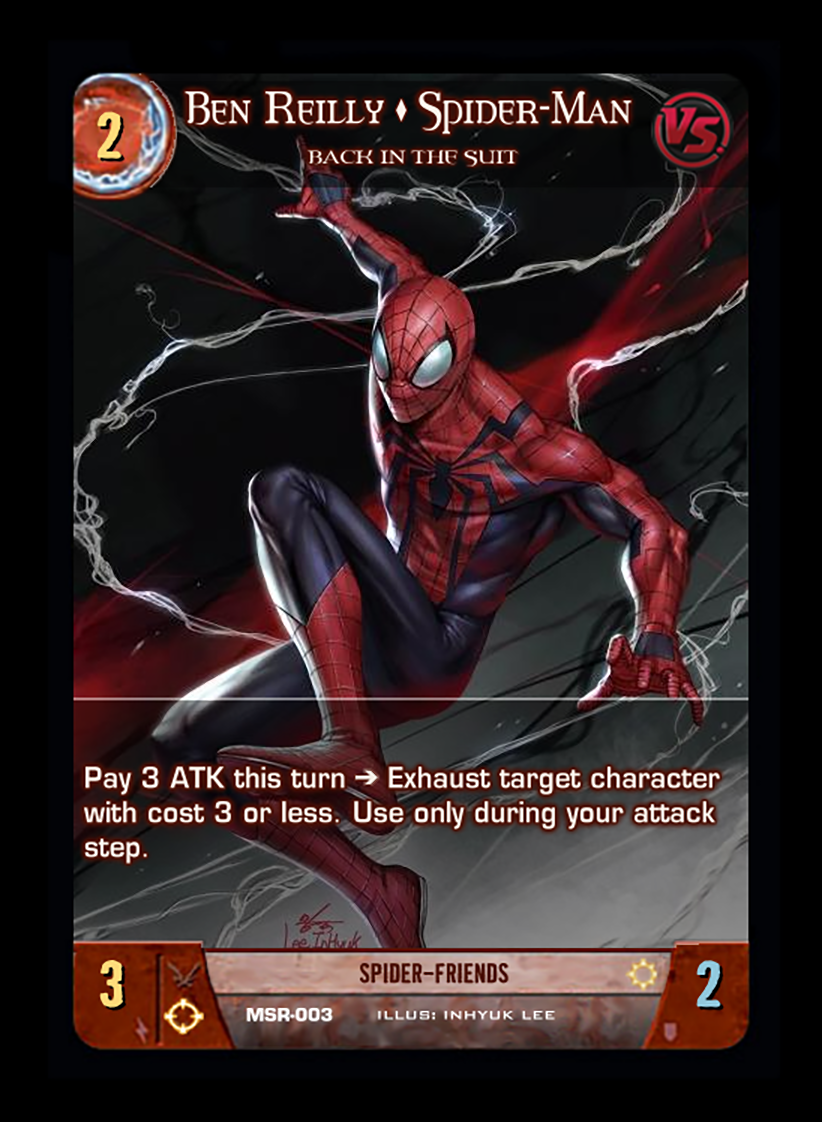 2
Ben Reilly ♦ Spider-Man
VS.
Back in the Suit
Pay 3 ATK this turn ➔ Exhaust target character
with cost 3 or less. Use only during your attack
step.
Lee InHyuk
3
SPIDER-FRIENDS
2
MSR-003 ILLUS: INHYUK LEE